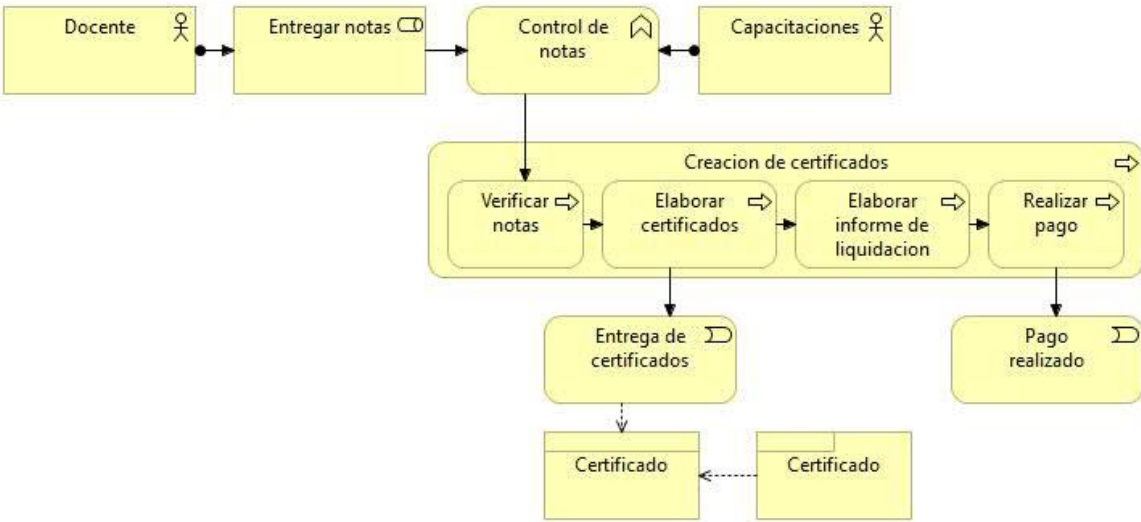 Docente
Entregar notas
Control de
notas
Capacitaciones
Creacion de certificados
Verificar
notas
Elaborar
certificados
Elaborar
informe de
liquidacion
Realizar
pago
Entrega de
certificados
Pago
realizado
Certificado
Certificado